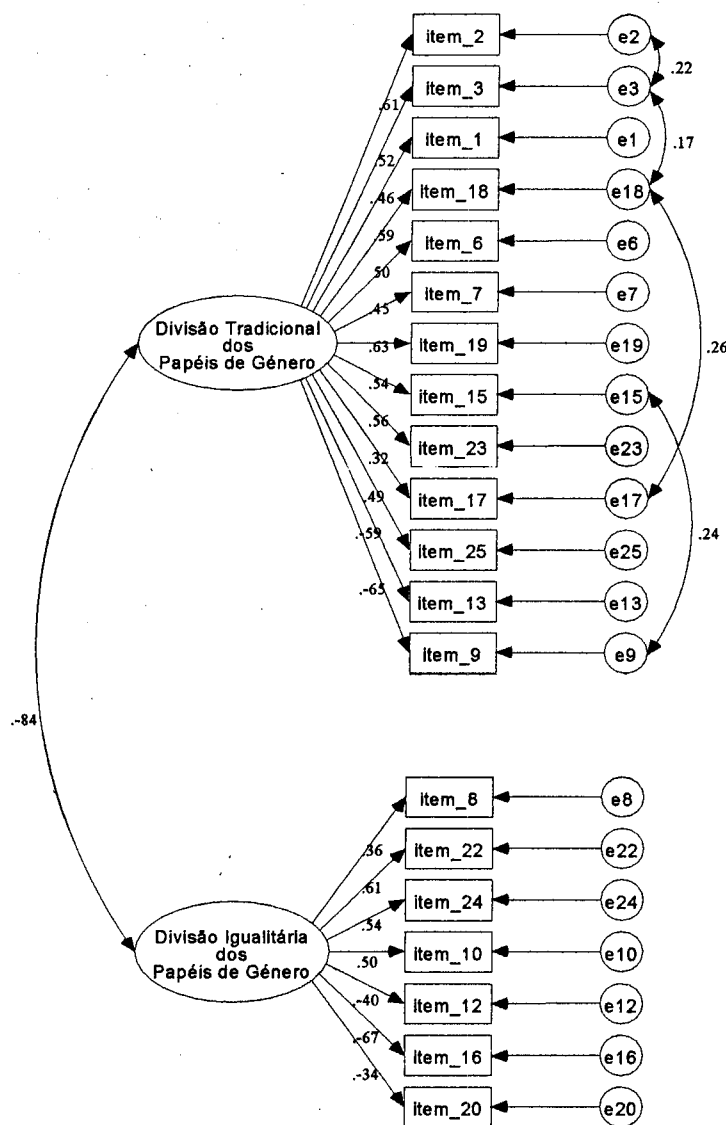 item_2
e2
.22
item_3
e3
.61
item_1
e1
.17
.52
item_18
e18
.46
item_6
e6
.59
.50
item_7
e7
.45
Divisão Tradicional
dos
Papéis de Género
.63
item_19
e19
.26
.54
item_15
e15
.56
item_23
e23
.32
item_17
e17
.49
.24
item_25
e25
.-59
item_13
e13
.-65
item_9
e9
.-84
item_8
e8
.36
item_22
e22
.61
item_24
e24
.54
Divisão Igualitária
dos
Papéis de Género
.50
item_10
e10
.-40
item_12
e12
.-67
item_16
e16
.-34
item_20
e20